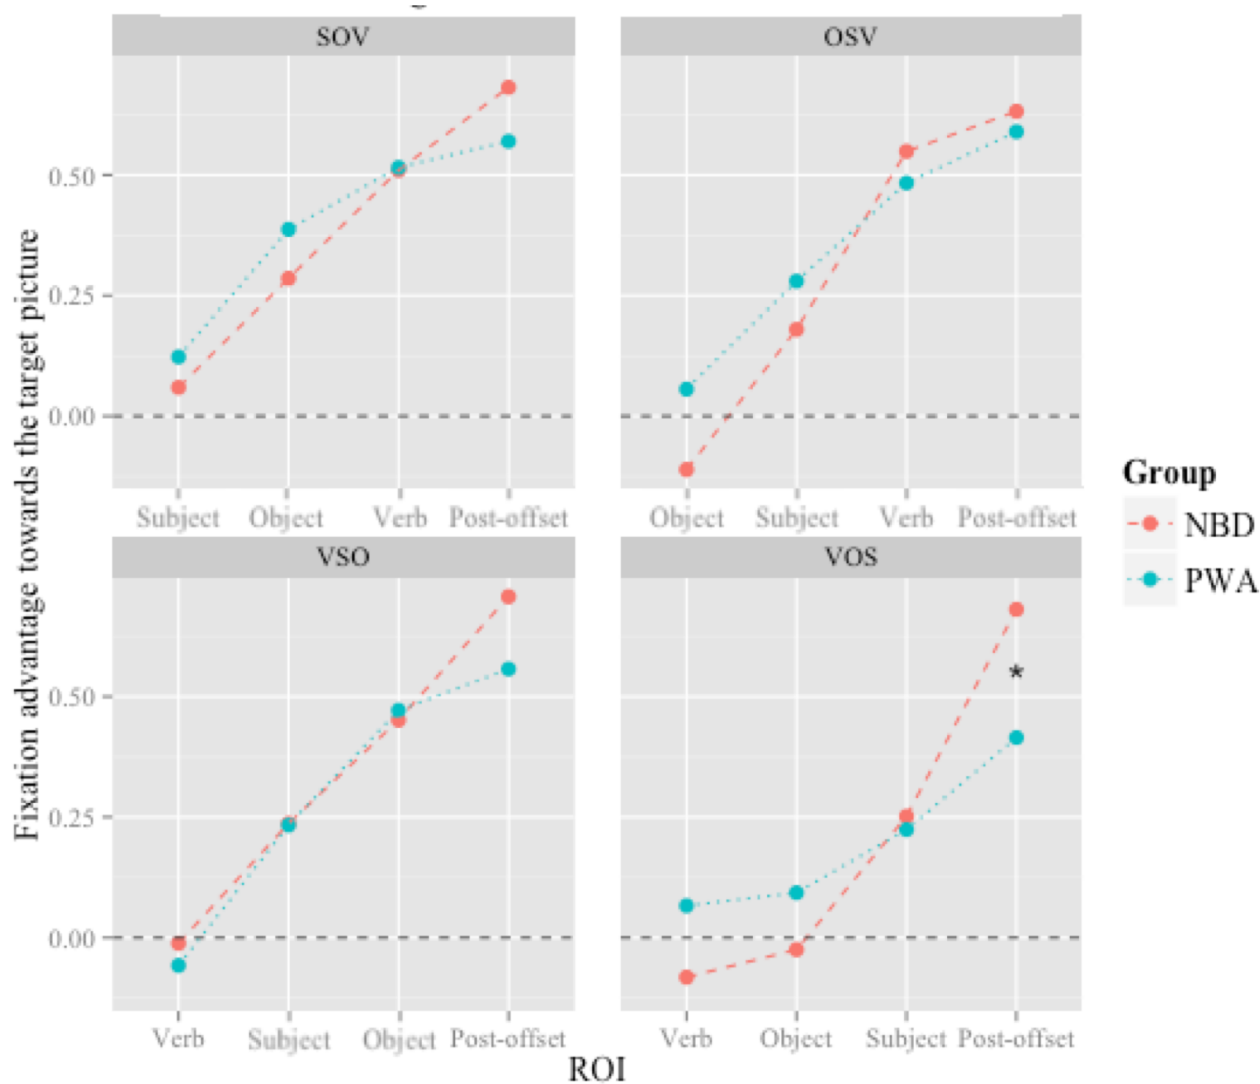 SOV
OSV
Fixation advantage towards the target picture
0.50
0.25
0.00
Subject Object Verb Post-offset
Object Subject Verb Post-offset
Group
NBD
PWA
VSO
VOS
*
0.50
0.25
0.00
Verb Subject Object Post-offset
Verb Object Subject Post-offset
ROI